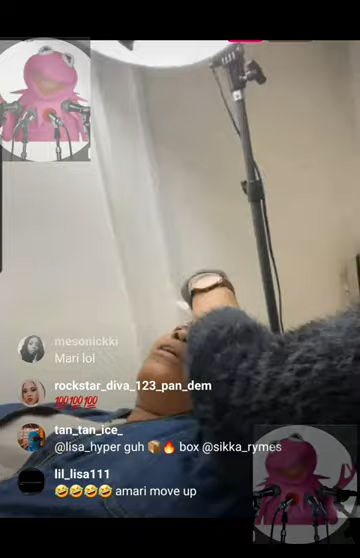 mesonickki
Mari lol
rockstar_diva_123_pan_dem
💯💯💯
tan_tan_ice_
@lisa_hyper guh 📦🔥 box @sikka_rymes
lil_lisa111
🤣🤣🤣🤣 amari move up